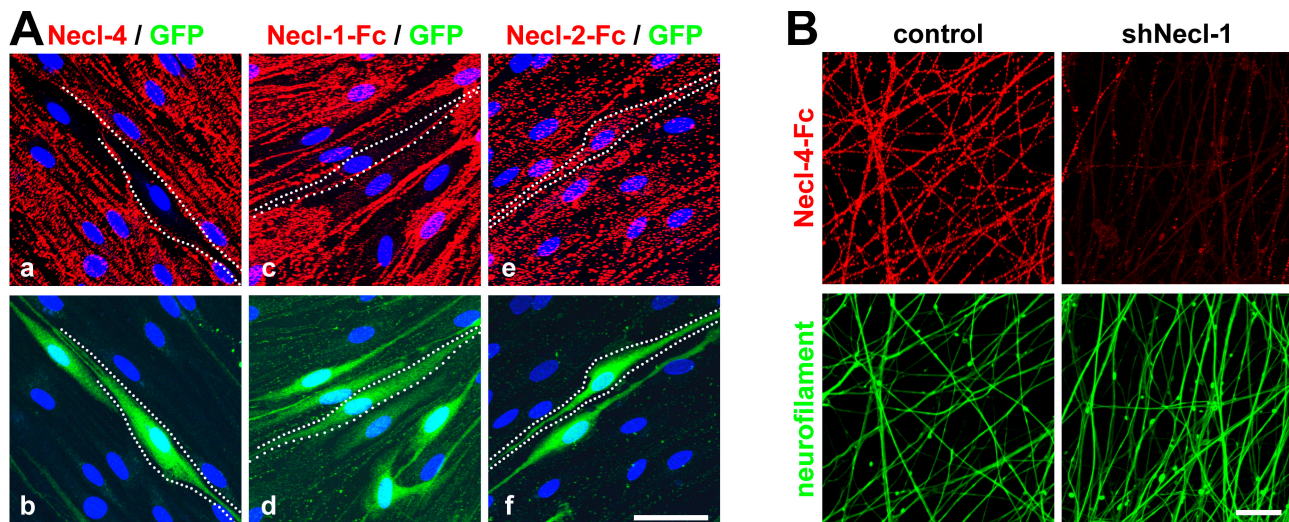 A
Necl-4 / GFP
Necl-1-Fc / GFP
Necl-2-Fc / GFP
a
c
e
b
d
f
B
control
shNecl-1
Necl-4-Fc
neurofilament